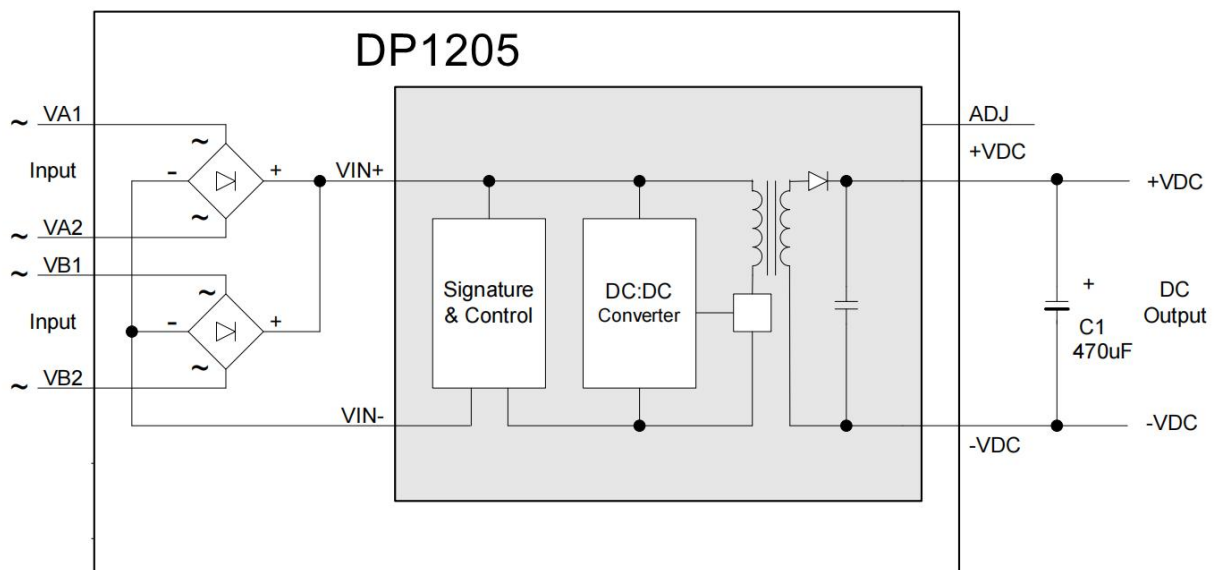 DP1205
~ VA1
~
Input
- +
VIN+
~
~ VA2
~ VB1
~
Input
- +
~
~ VB2
VIN-
Signature
& Control
DC:DC
Converter
ADJ
+VDC
+VDC
+
C1
470uF
DC
Output
-VDC
-VDC